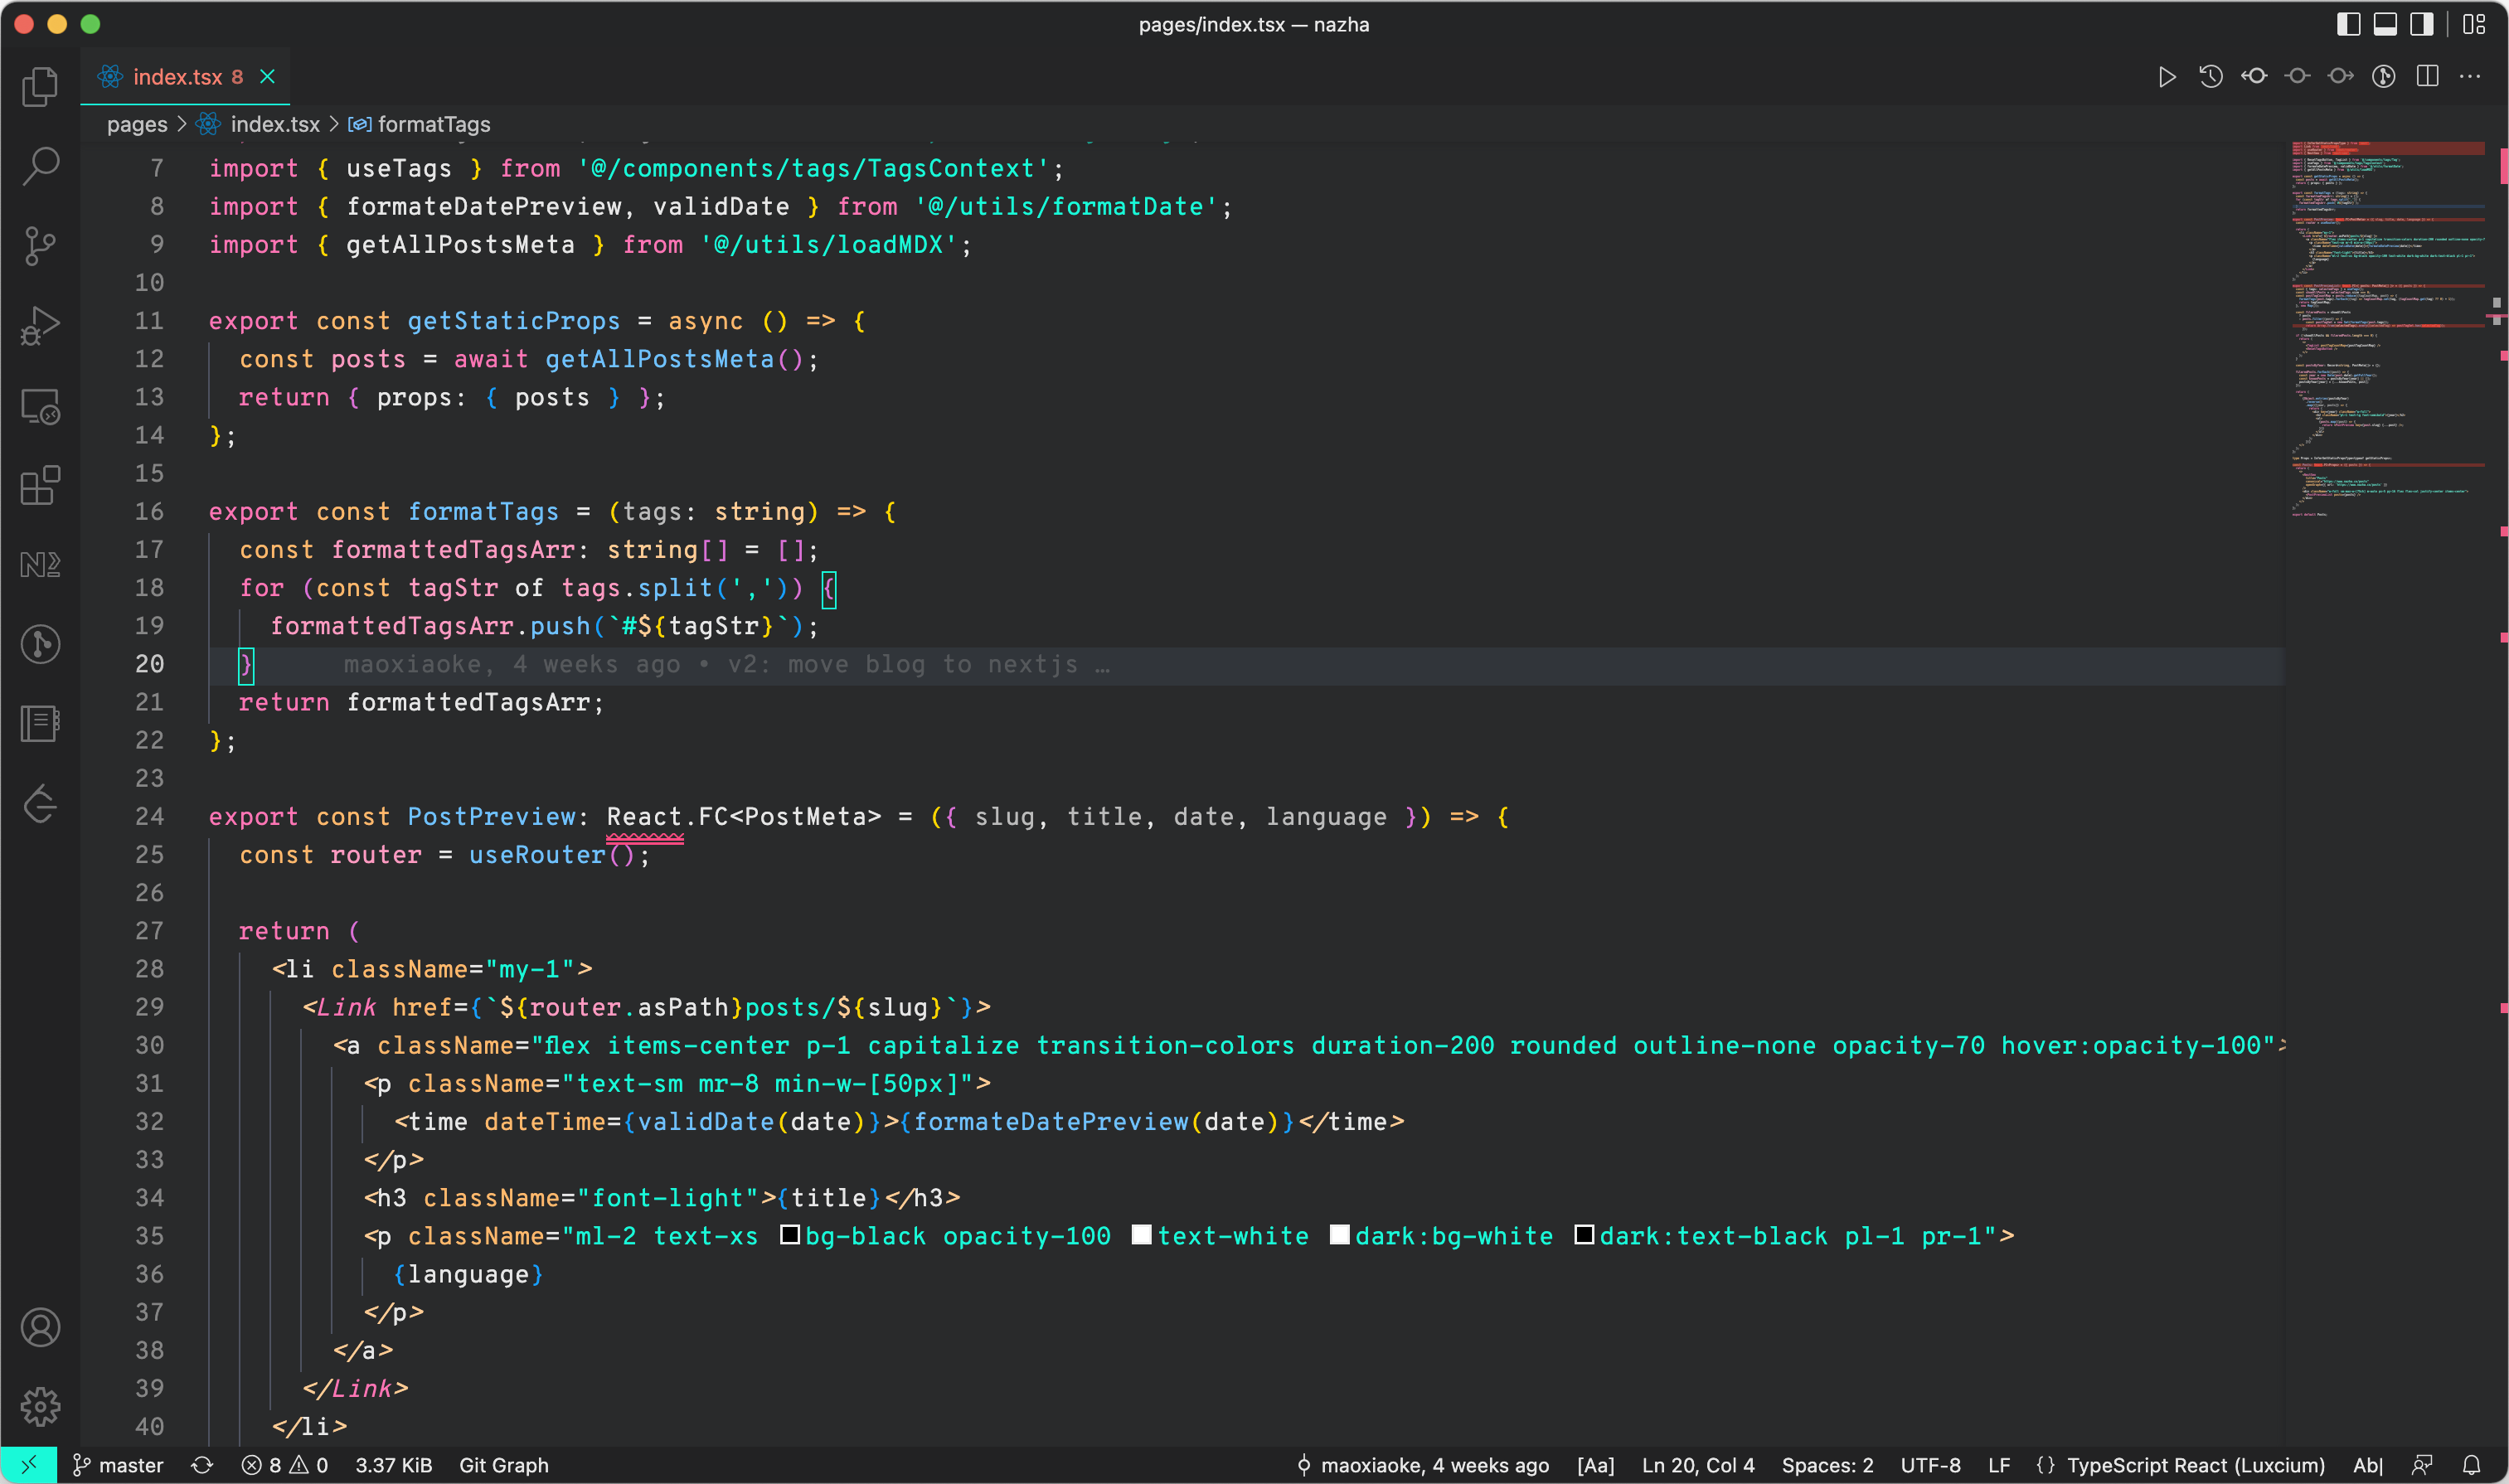 pages/index.tsx — nazha
index.tsx 8
pages > index.tsx > formatTags
7 import { useTags } from '@/components/tags/TagsContext';
8 import { formateDatePreview, validDate } from '@/utils/formatDate';
9 import { getAllPostsMeta } from '@/utils/loadMDX';
10
11 export const getStaticProps = async () => {
12 const posts = await getAllPostsMeta();
13 return { props: { posts } };
14 };
15
16 export const formatTags = (tags: string) => {
17 const formattedTagsArr: string[] = [];
18 for (const tagStr of tags.split(',')) {
19 formattedTagsArr.push(`#${tagStr}`);
20 } maoxiaoke, 4 weeks ago • v2: move blog to nextjs …
21 return formattedTagsArr;
22 };
23
24 export const PostPreview: React.FC<PostMeta> = ({ slug, title, date, language }) => {
25 const router = useRouter();
26
27 return (
28 <li className="my-1">
29 <Link href={`${router.asPath}posts/${slug}`}>
30 <a className="flex items-center p-1 capitalize transition-colors duration-200 rounded outline-none opacity-70 hover:opacity-100">
31 <p className="text-sm mr-8 min-w-[50px]">
32 <time dateTime={validDate(date)}>{formateDatePreview(date)}</time>
33 </p>
34 <h3 className="font-light">{title}</h3>
35 <p className="ml-2 text-xs bg-black opacity-100 text-white dark:bg-white dark:text-black pl-1 pr-1">
36 {language}
37 </p>
38 </a>
39 </Link>
40 </li>
master 8 0 3.37 KiB Git Graph maoxiaoke, 4 weeks ago [Aa] Ln 20, Col 4 Spaces: 2 UTF-8 LF {} TypeScript React (Luxcium) Ab|